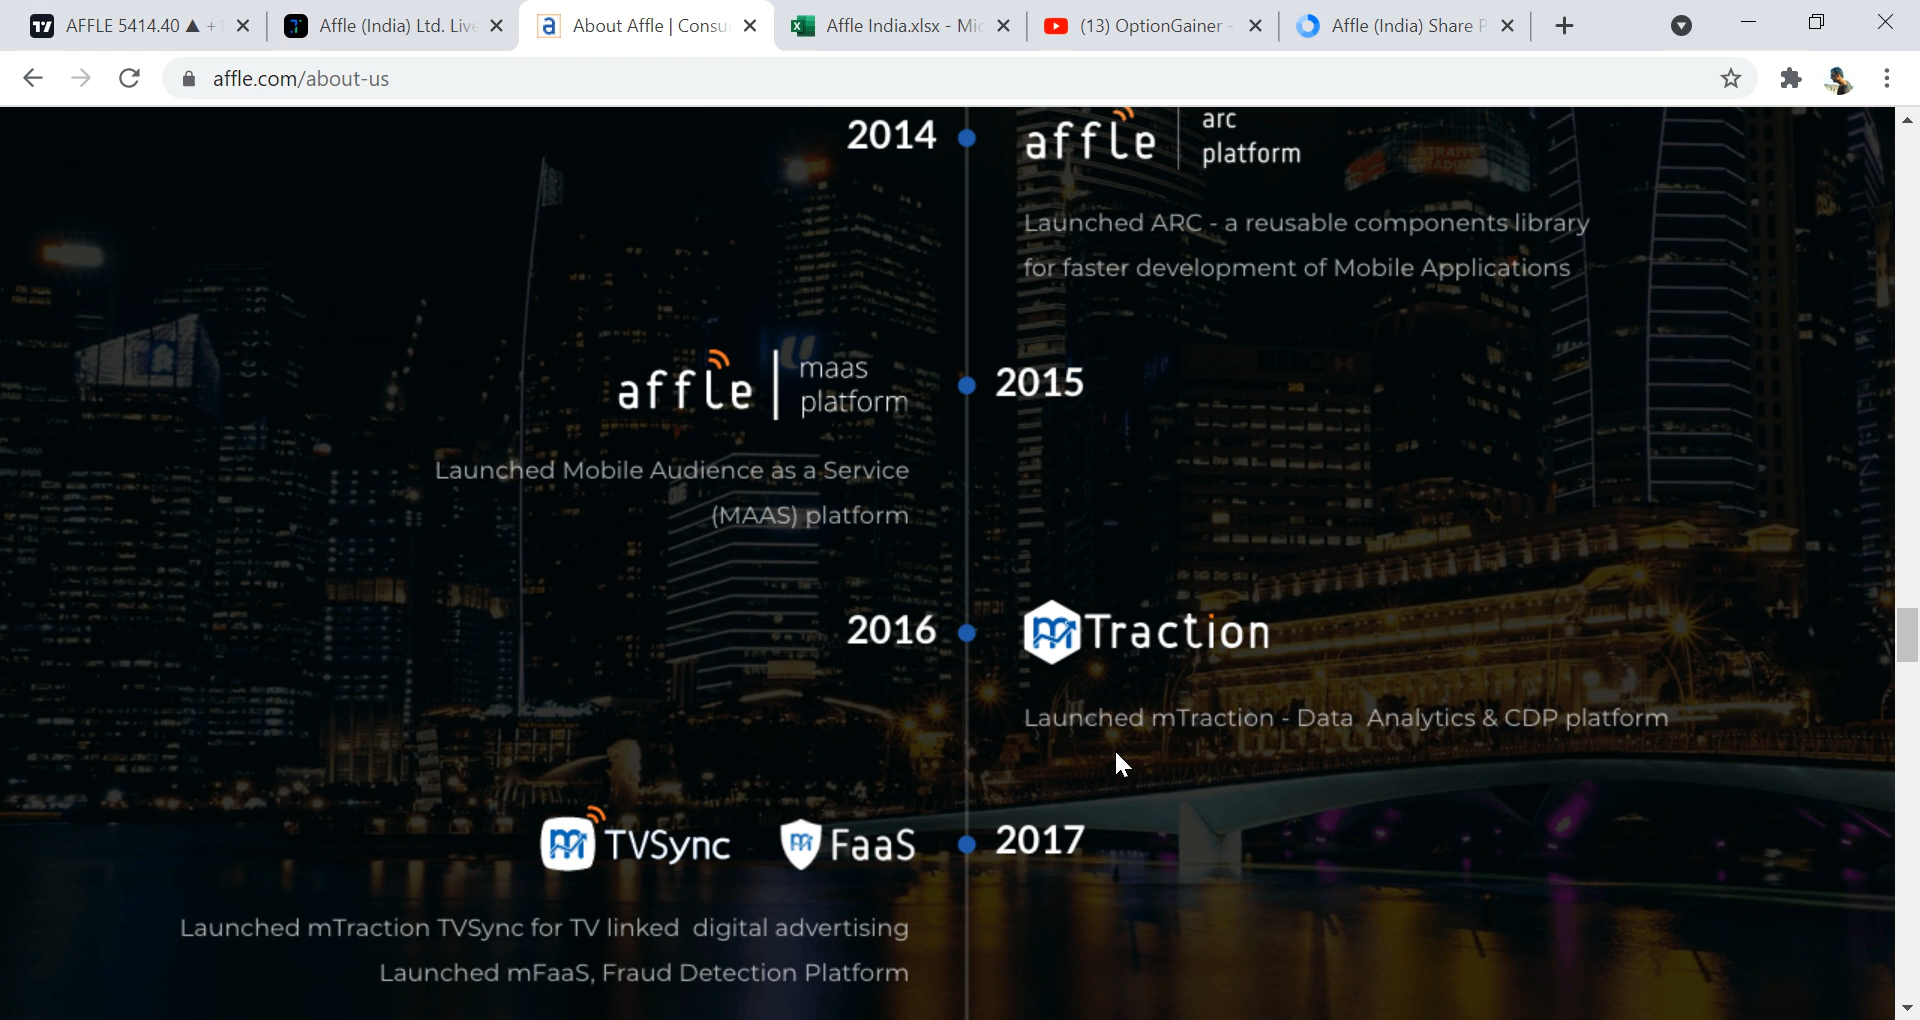 AFFLE 5414.40 ▲ +
Affle (India) Ltd. Live
About Affle | Consu
Affle India.xlsx - Mic
(13) OptionGainer -
Affle (India) Share P
affle.com/about-us
2014
affle
arc
platform
Launched ARC - a reusable components library
for faster development of Mobile Applications
affle
maas
platform
2015
Launched Mobile Audience as a Service
(MAAS) platform
2016
mTraction
Launched mTraction - Data Analytics & CDP platform
m TVSync
m FaaS
2017
Launched mTraction TVSync for TV linked digital advertising
Launched mFaaS, Fraud Detection Platform